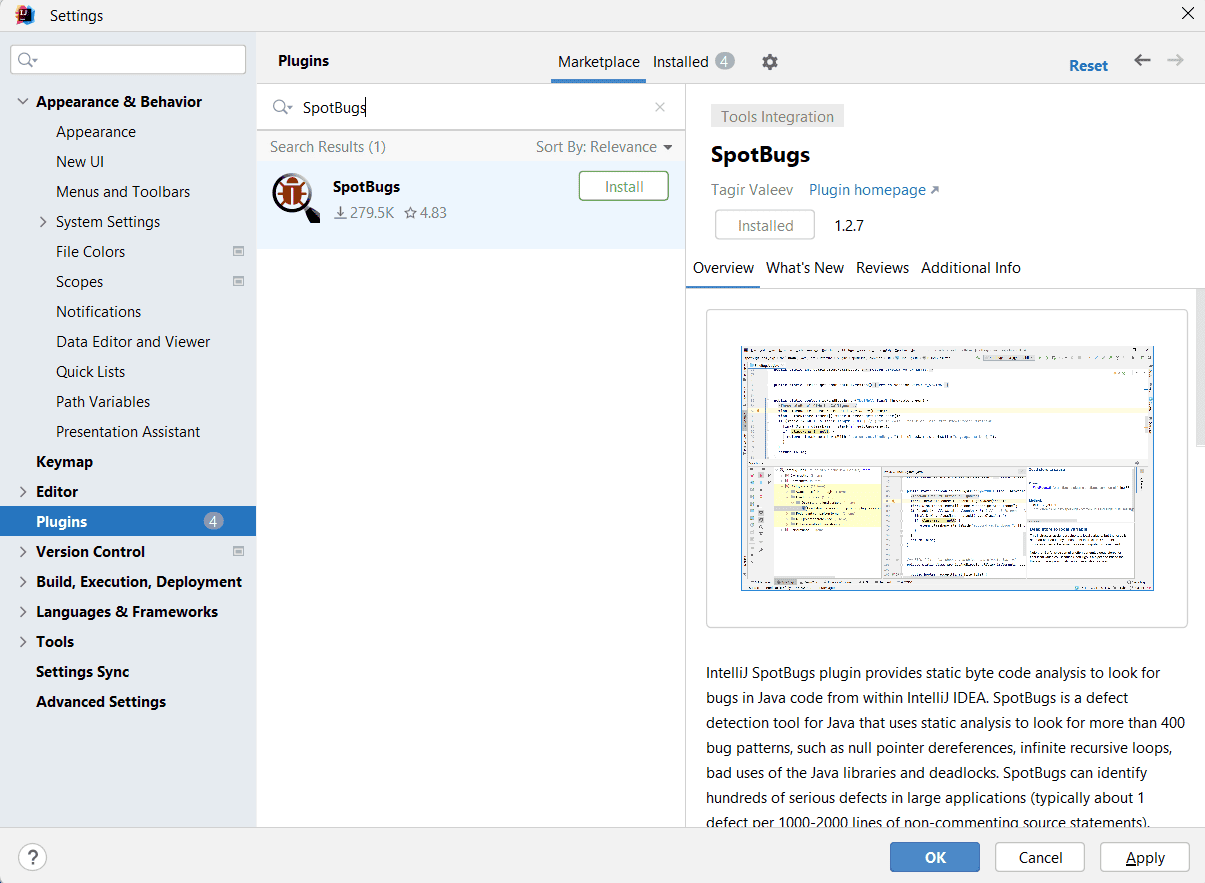 Settings
Plugins
Marketplace
Installed 4
Reset
Appearance & Behavior
Appearance
New UI
Menus and Toolbars
System Settings
File Colors
Scopes
Notifications
Data Editor and Viewer
Quick Lists
Path Variables
Presentation Assistant
Keymap
Editor
Plugins 4
Version Control
Build, Execution, Deployment
Languages & Frameworks
Tools
Settings Sync
Advanced Settings
SpotBugs
Search Results (1)
Sort By: Relevance
SpotBugs
Install
279.5K 4.83
Tools Integration
SpotBugs
Tagir Valeev Plugin homepage
Installed 1.2.7
Overview What's New Reviews Additional Info
IntelliJ SpotBugs plugin provides static byte code analysis to look for
bugs in Java code from within IntelliJ IDEA. SpotBugs is a defect
detection tool for Java that uses static analysis to look for more than 400
bug patterns, such as null pointer dereferences, infinite recursive loops,
bad uses of the Java libraries and deadlocks. SpotBugs can identify
hundreds of serious defects in large applications (typically about 1
defect per 1000-2000 lines of non-commenting source statements).
?
OK
Cancel
Apply